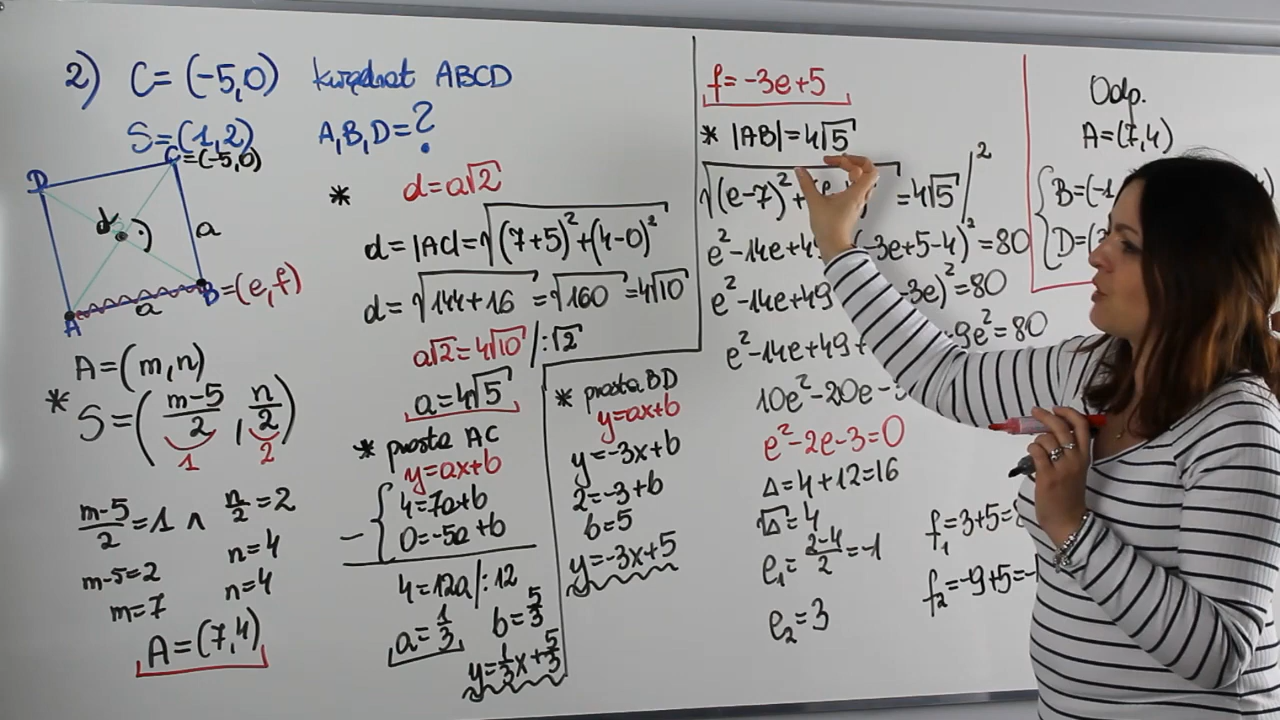 2) C=(-5,0) kwadrat ABCD
S=(1,2) A,B,D=?
D
C=(-5,0)
d
a
B=(e,f)
a
A
A=(m,n)
* S=((m-5)/2, n/2)
1 2
(m-5)/2=1 ∧ n/2=2
m-5=2 n=4
m=7 n=4
A=(7,4)
* d=a√2
d=|AC|=√((7+5)²+(4-0)²)
d=√(144+16)=√160=4√10
a√2=4√10 /:√2
a=4√5
* prosta AC
y=ax+b
4=7a+b
- 0=-5a+b
4=12a/:12
a=1/3 b=5/3
y=1/3x+5/3
* prosta BD
y=ax+b
y=-3x+b
2=-3+b
b=5
y=-3x+5
f=-3e+5
* |AB|=4√5
√((e-7)²+ =4√5 /²
e²-14e+4 (-3e+5-4)²=80
e²-14e+49 -3e)²=80
e²-14e+49+ 9e²=80
10e²-20e-
e²-2e-3=0
Δ=4+12=16
√Δ=4
e₁=(2-4)/2=-1
e₂=3
f₁=3+5=
f₂=-9+5=-
Odp.
A=(7,4)
B=(-1
D=(